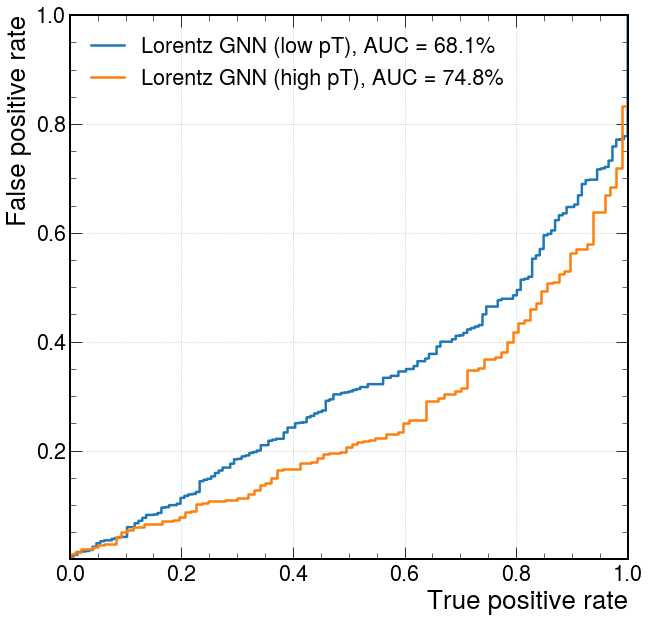 Lorentz GNN (low pT), AUC = 68.1%
Lorentz GNN (high pT), AUC = 74.8%
False positive rate
1.0
0.8
0.6
0.4
0.2
0.0 0.2 0.4 0.6 0.8 1.0
True positive rate